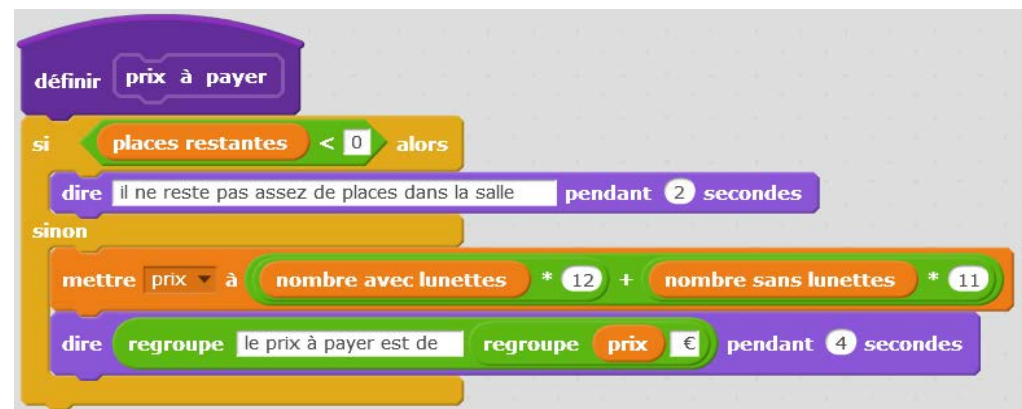 définir prix à payer
si places restantes < 0 alors
dire il ne reste pas assez de places dans la salle pendant 2 secondes
sinon
mettre prix à nombre avec lunettes * 12 + nombre sans lunettes * 11
dire regroupe le prix à payer est de regroupe prix € pendant 4 secondes